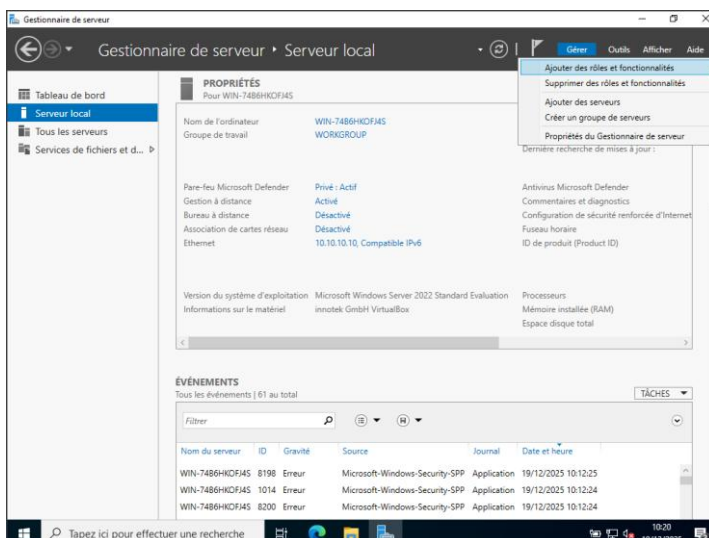 Gestionnaire de serveur
Gestionnaire de serveur • Serveur local
Gérer Outils Afficher Aide
Ajouter des rôles et fonctionnalités
Supprimer des rôles et fonctionnalités
Ajouter des serveurs
Créer un groupe de serveurs
Propriétés du Gestionnaire de serveur
Tableau de bord
Serveur local
Tous les serveurs
Services de fichiers et d...
PROPRIÉTÉS
Pour WIN-74B6HKOFJ4S
Nom de l'ordinateur WIN-74B6HKOFJ4S
Groupe de travail WORKGROUP
Dernière recherche de mises à jour :
Pare-feu Microsoft Defender Privé : Actif Antivirus Microsoft Defender
Gestion à distance Activé Commentaires et diagnostics
Bureau à distance Désactivé Configuration de sécurité renforcée d'Internet
Association de cartes réseau Désactivé Fuseau horaire
Ethernet 10.10.10.10, Compatible IPv6 ID de produit (Product ID)
Version du système d'exploitation Microsoft Windows Server 2022 Standard Evaluation Processeurs
Informations sur le matériel innotek GmbH VirtualBox Mémoire installée (RAM)
Espace disque total
ÉVÉNEMENTS
Tous les événements | 61 au total
TÂCHES
Filtrer
Nom du serveur ID Gravité Source Journal Date et heure
WIN-74B6HKOFJ4S 8198 Erreur Microsoft-Windows-Security-SPP Application 19/12/2025 10:12:25
WIN-74B6HKOFJ4S 1014 Erreur Microsoft-Windows-Security-SPP Application 19/12/2025 10:12:24
WIN-74B6HKOFJ4S 8200 Erreur Microsoft-Windows-Security-SPP Application 19/12/2025 10:12:24
Tapez ici pour effectuer une recherche
10:20